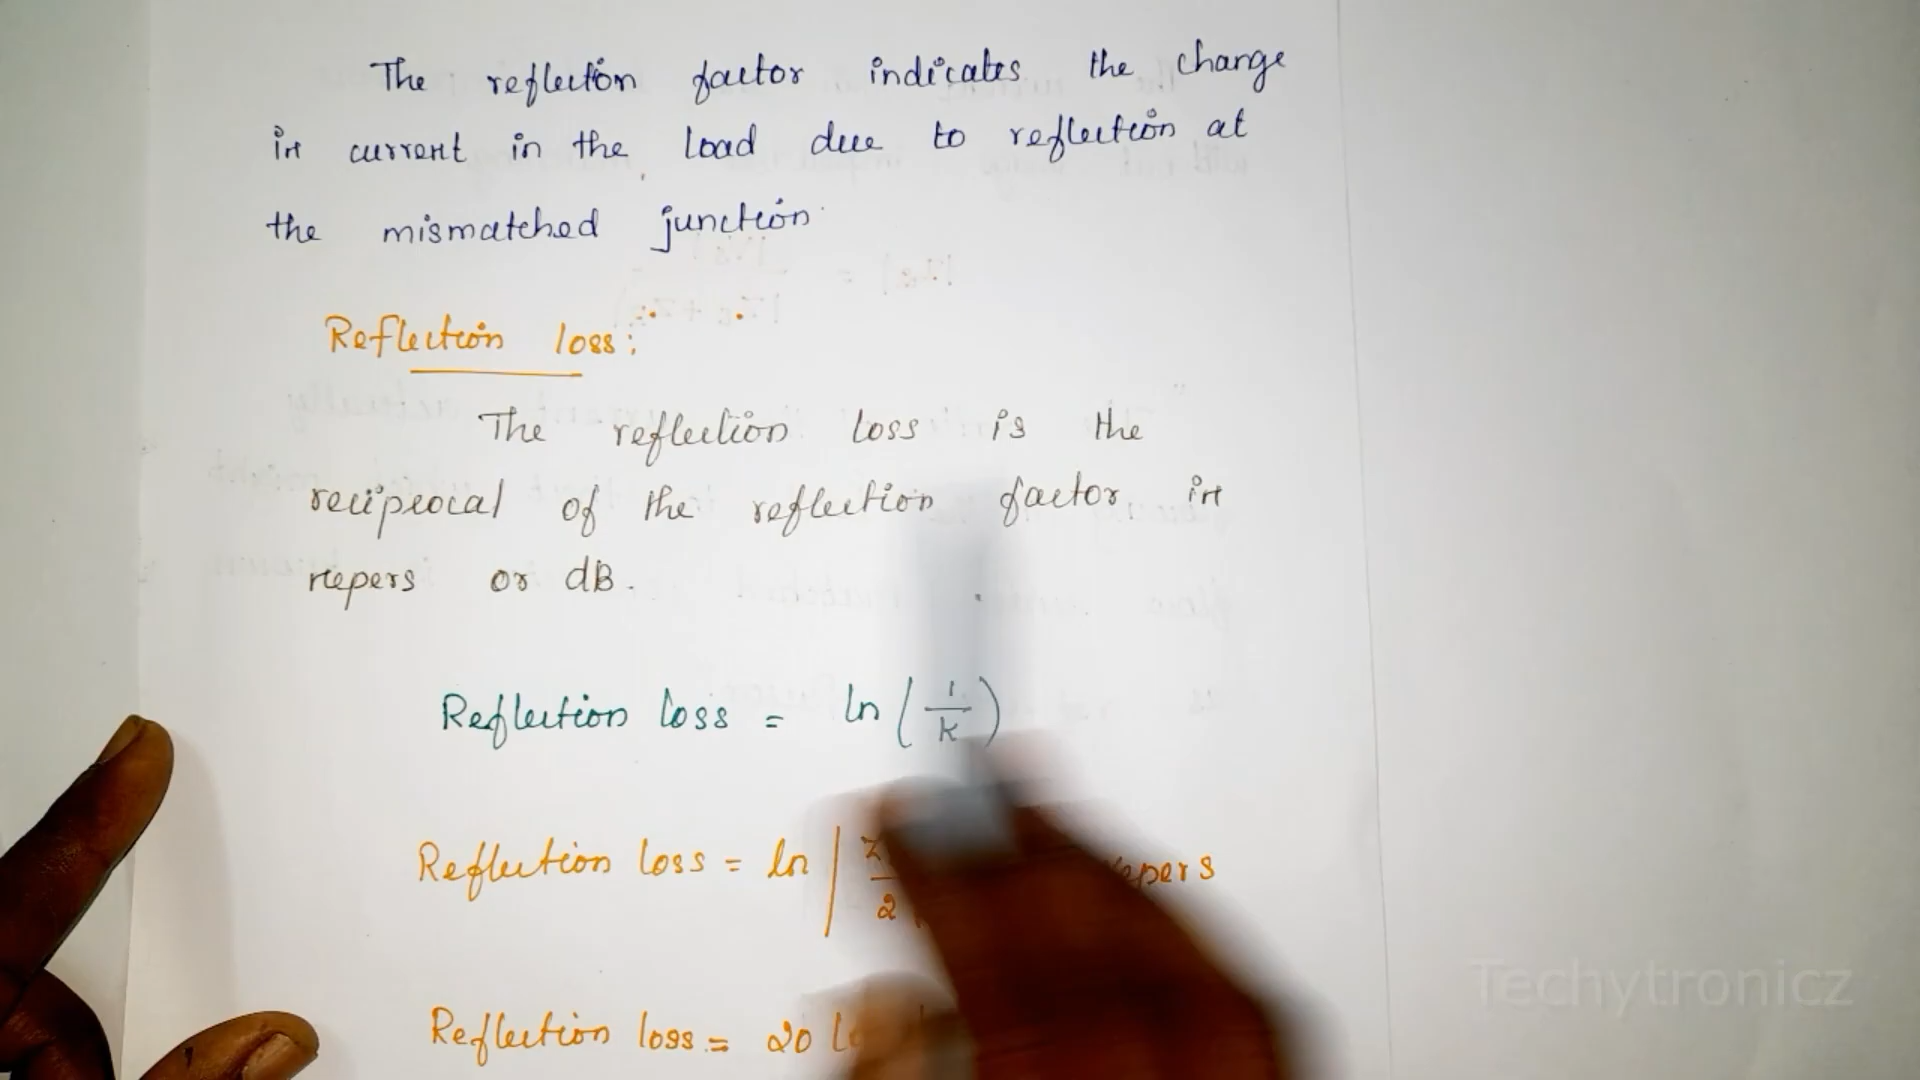 The reflection factor indicates the change
in current in the load due to reflection at
the mismatched junction
Reflection loss:
The reflection loss is the
reciprocal of the reflection factor in
nepers or dB.
Reflection loss = ln (1/k)
Reflection loss = ln | 2
Reflection loss = 20
Techytronicz